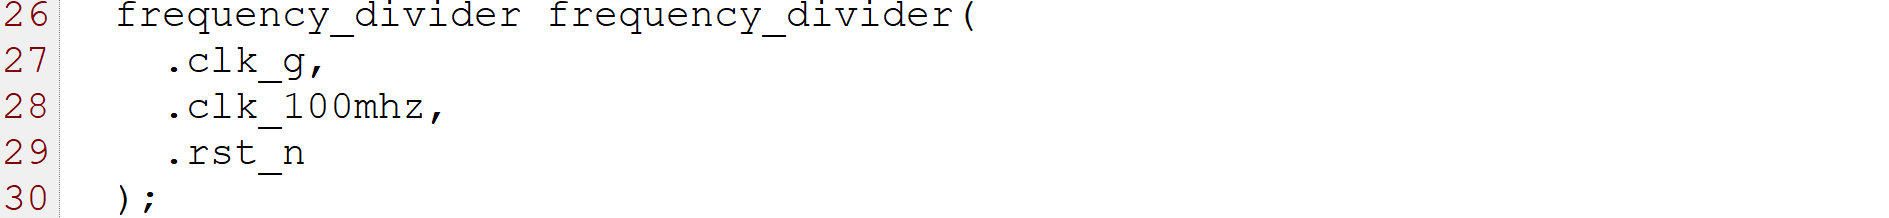 26 frequency_divider frequency_divider(
27 .clk_g,
28 .clk_100mhz,
29 .rst_n
30 );